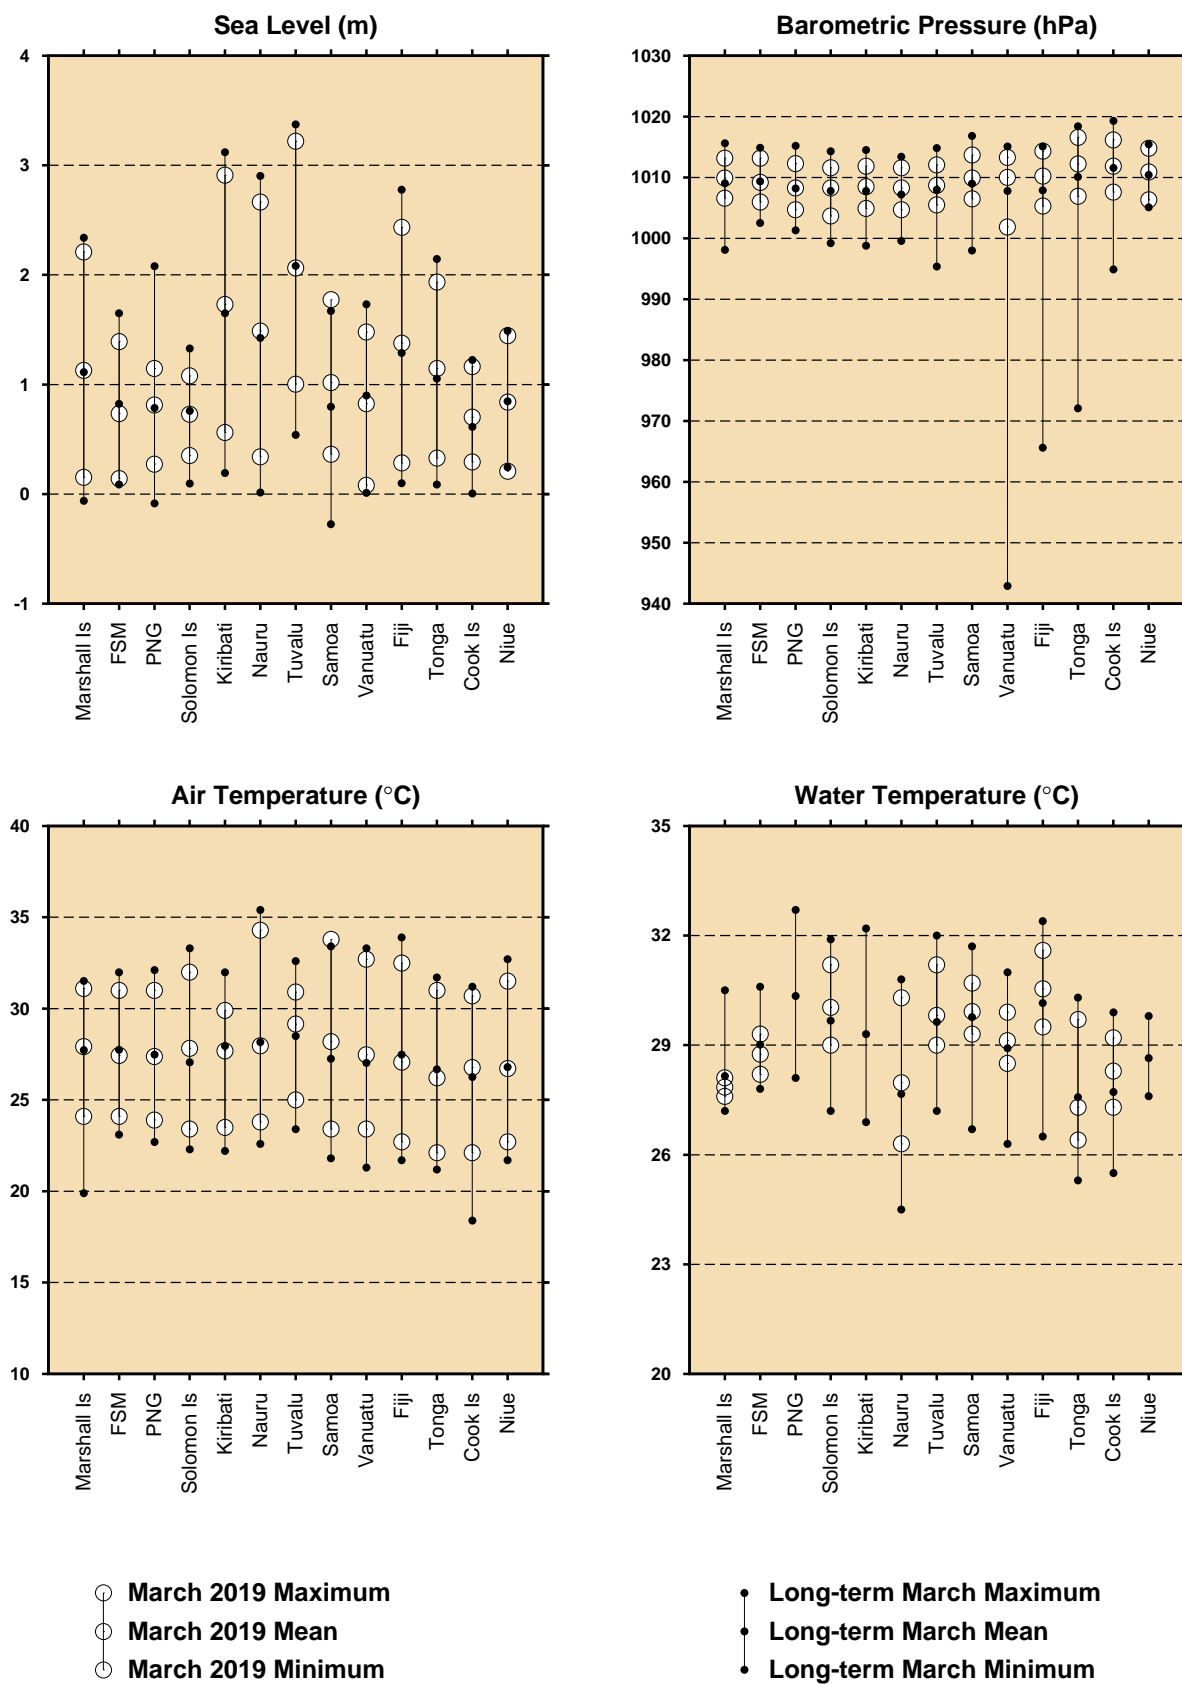 Sea Level (m)
4
3
2
1
0
-1
Marshall Is
FSM
PNG
Solomon Is
Kiribati
Nauru
Tuvalu
Samoa
Vanuatu
Fiji
Tonga
Cook Is
Niue
Barometric Pressure (hPa)
1030
1020
1010
1000
990
980
970
960
950
940
Marshall Is
FSM
PNG
Solomon Is
Kiribati
Nauru
Tuvalu
Samoa
Vanuatu
Fiji
Tonga
Cook Is
Niue
Air Temperature (°C)
40
35
30
25
20
15
10
Marshall Is
FSM
PNG
Solomon Is
Kiribati
Nauru
Tuvalu
Samoa
Vanuatu
Fiji
Tonga
Cook Is
Niue
Water Temperature (°C)
35
32
29
26
23
20
Marshall Is
FSM
PNG
Solomon Is
Kiribati
Nauru
Tuvalu
Samoa
Vanuatu
Fiji
Tonga
Cook Is
Niue
March 2019 Maximum
March 2019 Mean
March 2019 Minimum
Long-term March Maximum
Long-term March Mean
Long-term March Minimum